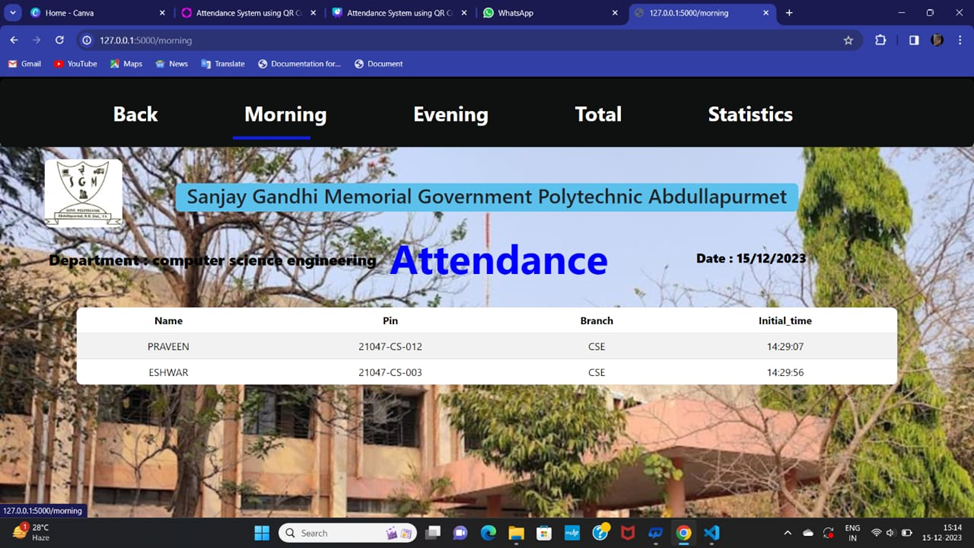 Home - Canva
Attendance System using QR C
Attendance System using QR C
WhatsApp
127.0.0.1:5000/morning
127.0.0.1:5000/morning
Gmail YouTube Maps News Translate Documentation for... Document
Back Morning Evening Total Statistics
SGM
Sanjay Gandhi Memorial Government Polytechnic Abdullapurmet
Department : computer science engineering Attendance Date : 15/12/2023
Name Pin Branch Initial_time
PRAVEEN 21047-CS-012 CSE 14:29:07
ESHWAR 21047-CS-003 CSE 14:29:56
127.0.0.1:5000/morning
1
28°C
Haze
Search
ENG
IN
15:14
15-12-2023